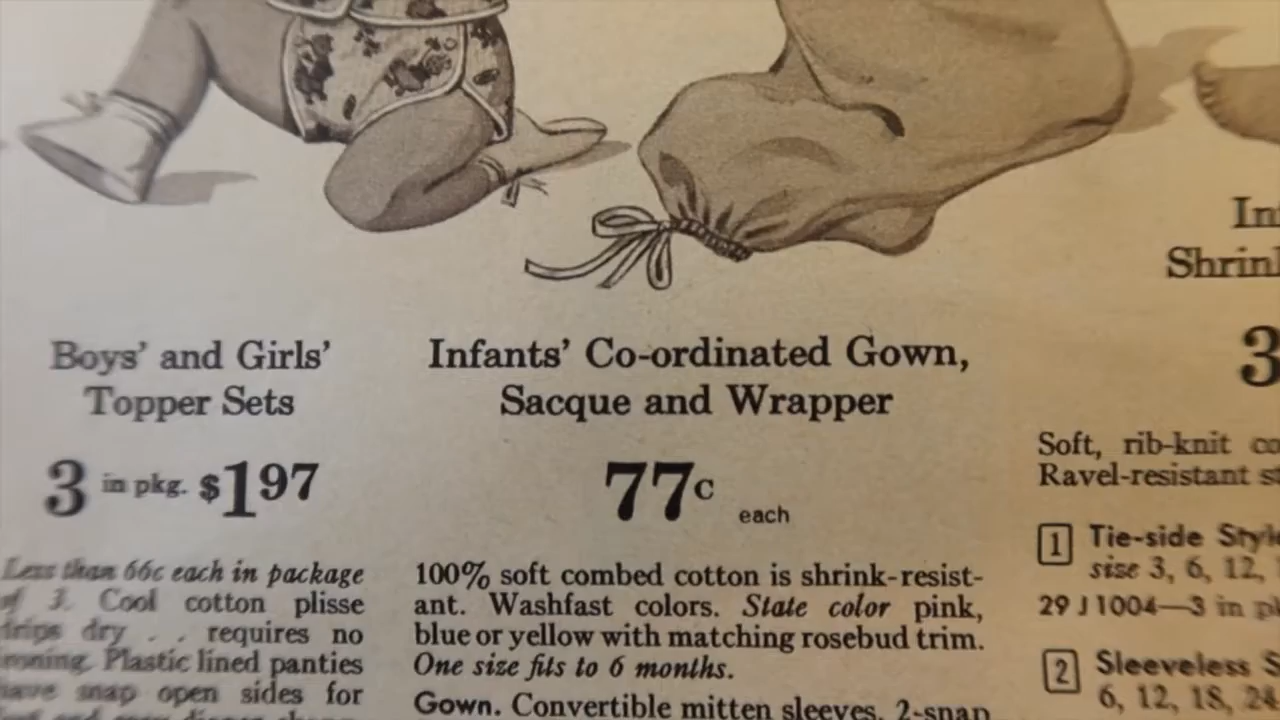 Boys' and Girls'
Topper Sets
3 in pkg. $1 97
Less than 66c each in package
of 3. Cool cotton plisse
drips dry . . requires no
ironing. Plastic lined panties
have snap open sides for
Infants' Co-ordinated Gown,
Sacque and Wrapper
77c each
100% soft combed cotton is shrink-resist-
ant. Washfast colors. State color pink,
blue or yellow with matching rosebud trim.
One size fits to 6 months.
Gown. Convertible mitten sleeves, 2-snap
3
Soft, rib-knit
Ravel-resistant
1 Tie-side
size 3, 6, 12,
29 J 1004—3 in
2 Sleeveless
6, 12, 18, 24